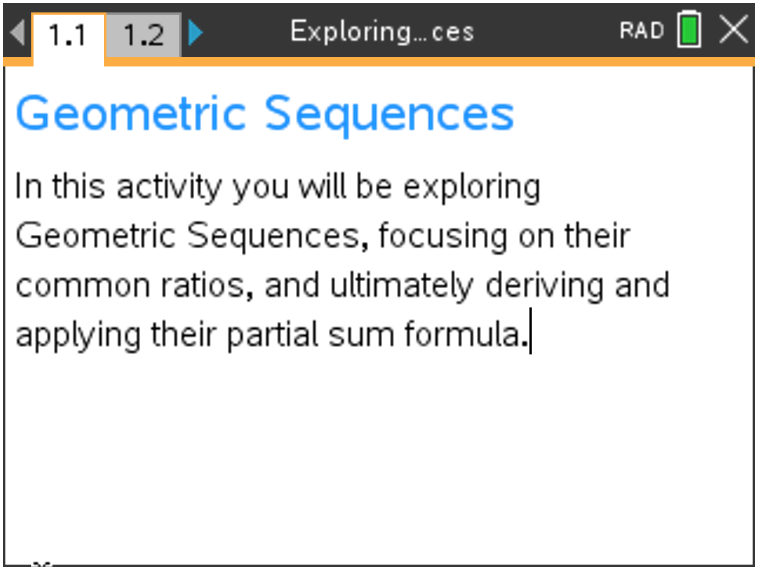 1.1 1.2 Exploring...ces RAD
Geometric Sequences
In this activity you will be exploring
Geometric Sequences, focusing on their
common ratios, and ultimately deriving and
applying their partial sum formula.